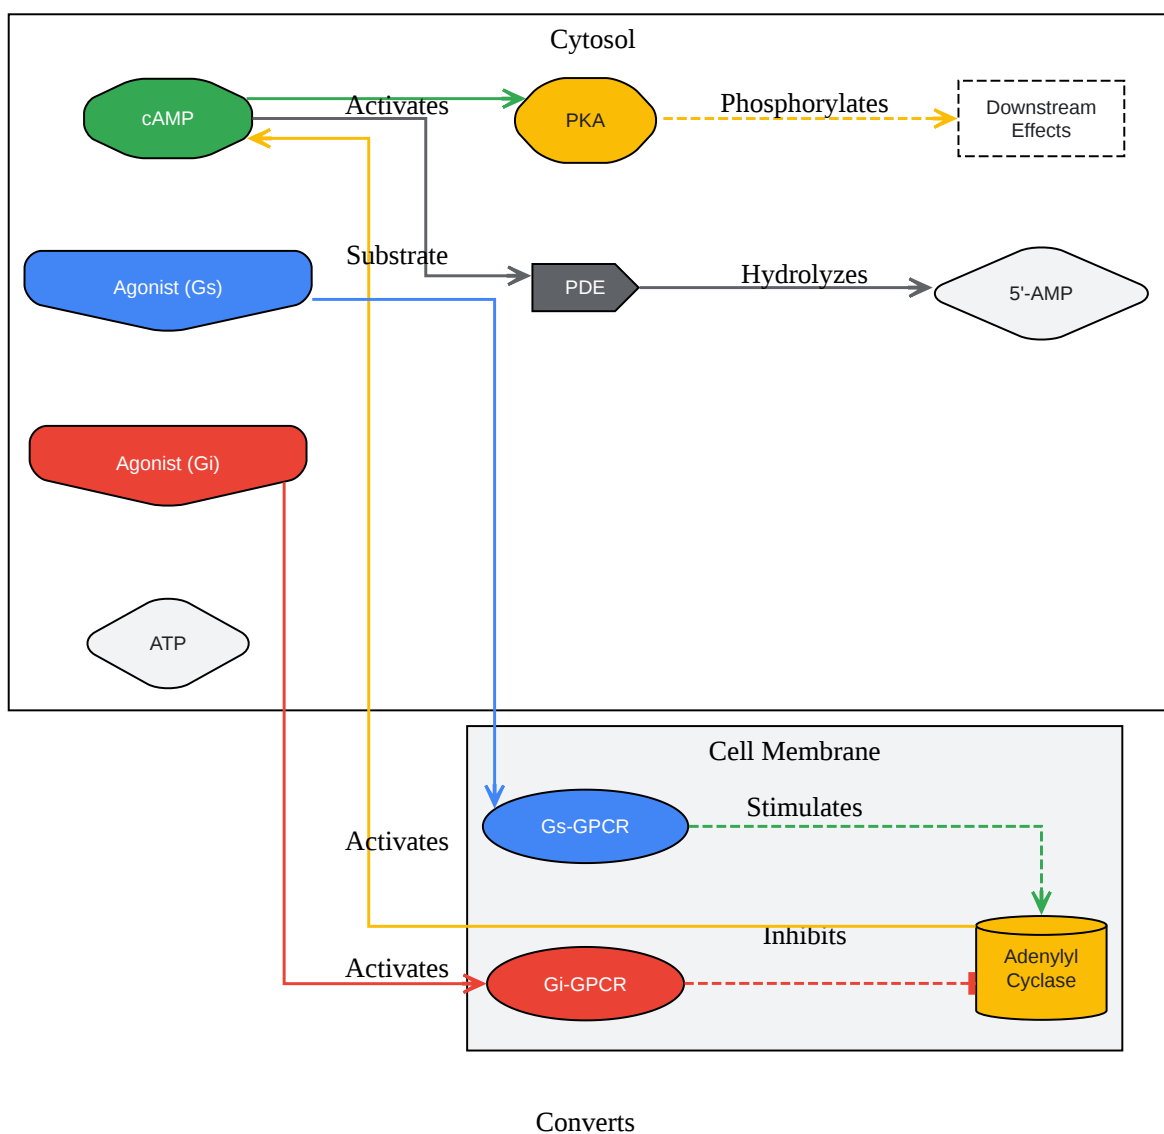 Cytosol
cAMP
Activates
PKA
Phosphorylates
Downstream
Effects
Substrate
Agonist (Gs)
PDE
Hydrolyzes
5'-AMP
Agonist (Gi)
ATP
Cell Membrane
Stimulates
Gs-GPCR
Activates
Inhibits
Adenylyl
Cyclase
Activates
Gi-GPCR
Converts